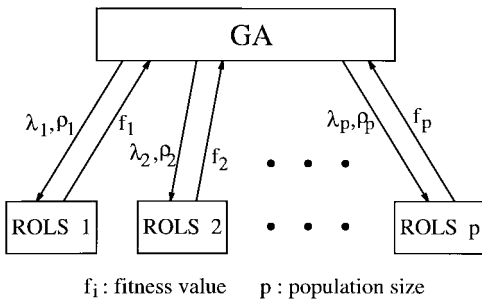 GA
λ1,ρ1 f1 λ2,ρ2 f2 λp,ρp fp
ROLS 1 ROLS 2 ROLS p
fi : fitness value p : population size